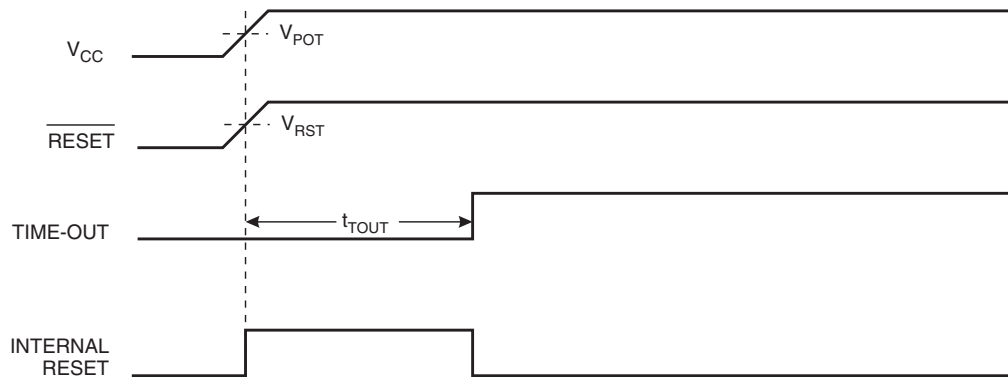 V_CC
V_POT
RESET
V_RST
TIME-OUT
t_TOUT
INTERNAL
RESET